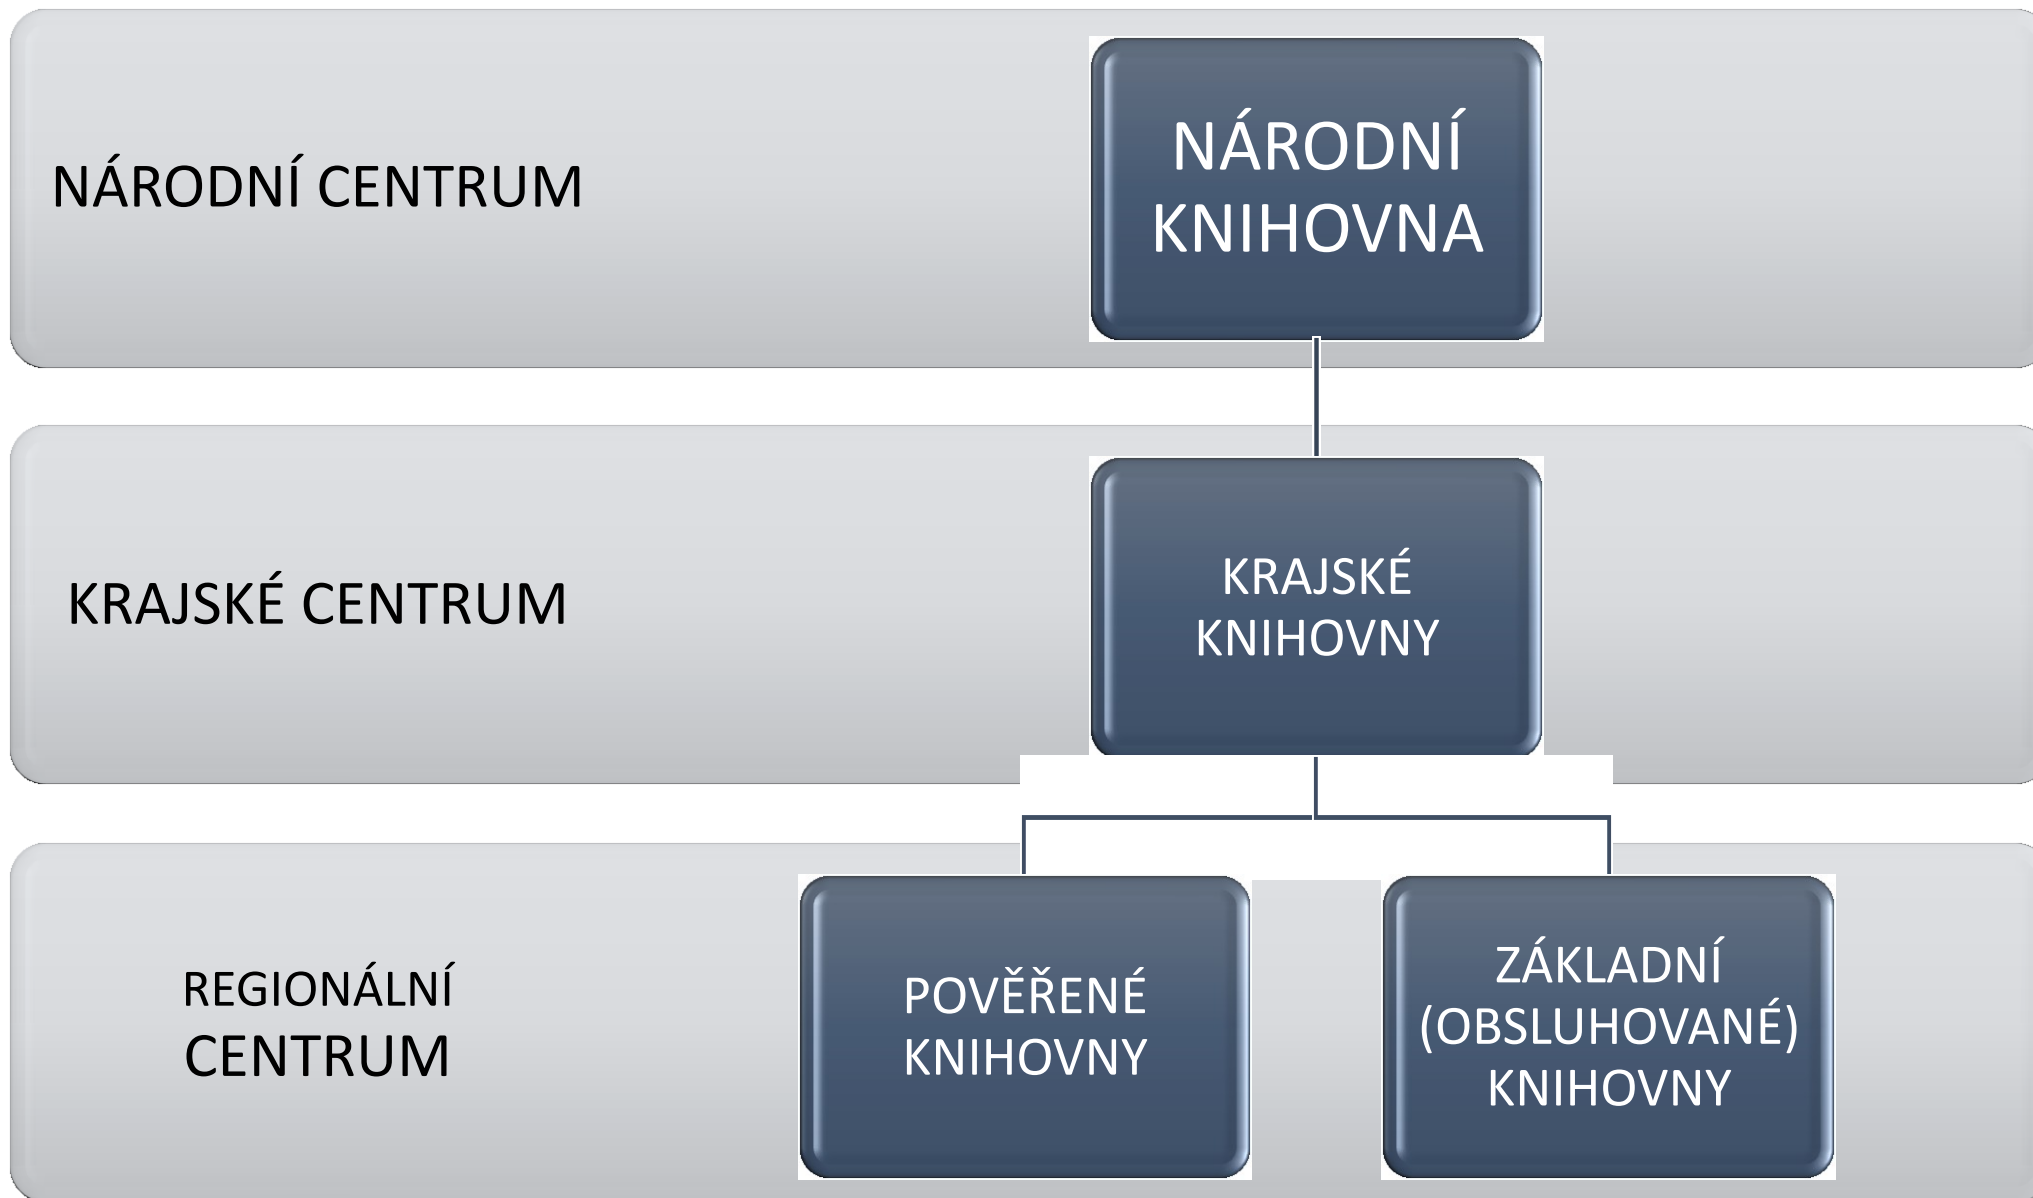 NÁRODNÍ CENTRUM
NÁRODNÍ
KNIHOVNA
KRAJSKÉ CENTRUM
KRAJSKÉ
KNIHOVNY
REGIONÁLNÍ
CENTRUM
POVĚŘENÉ
KNIHOVNY
ZÁKLADNÍ
(OBSLUHOVANÉ)
KNIHOVNY